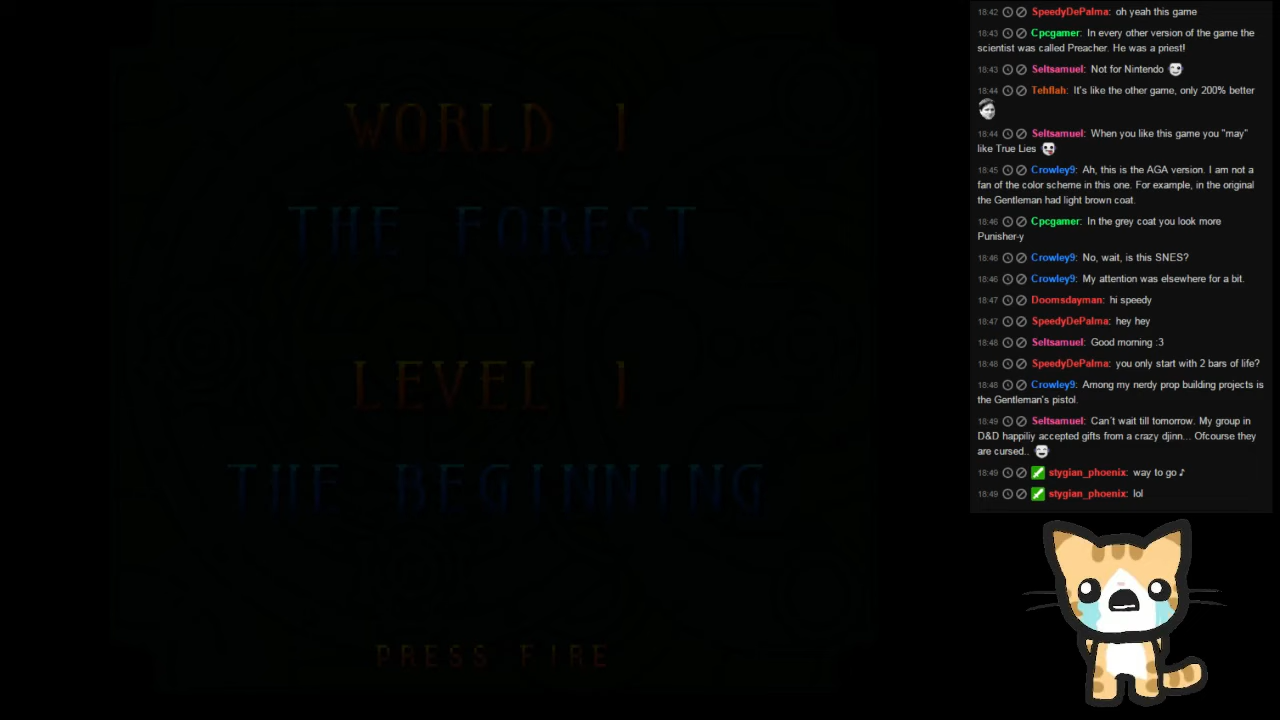 WORLD 1
THE FOREST
LEVEL 1
THE BEGINNING
PRESS FIRE
18:42 SpeedyDePalma: oh yeah this game
18:43 Cpcgamer: In every other version of the game the
scientist was called Preacher. He was a priest!
18:43 Seltsamuel: Not for Nintendo
18:44 Tehflah: It's like the other game, only 200% better
18:44 Seltsamuel: When you like this game you "may"
like True Lies
18:45 Crowley9: Ah, this is the AGA version. I am not a
fan of the color scheme in this one. For example, in the original
the Gentleman had light brown coat.
18:46 Cpcgamer: In the grey coat you look more
Punisher-y
18:46 Crowley9: No, wait, is this SNES?
18:46 Crowley9: My attention was elsewhere for a bit.
18:47 Doomsdayman: hi speedy
18:47 SpeedyDePalma: hey hey
18:48 Seltsamuel: Good morning :3
18:48 SpeedyDePalma: you only start with 2 bars of life?
18:48 Crowley9: Among my nerdy prop building projects is
the Gentleman's pistol.
18:49 Seltsamuel: Can´t wait till tomorrow. My group in
D&D happiliy accepted gifts from a crazy djinn... Ofcourse they
are cursed..
18:49 stygian_phoenix: way to go ♪
18:49 stygian_phoenix: lol